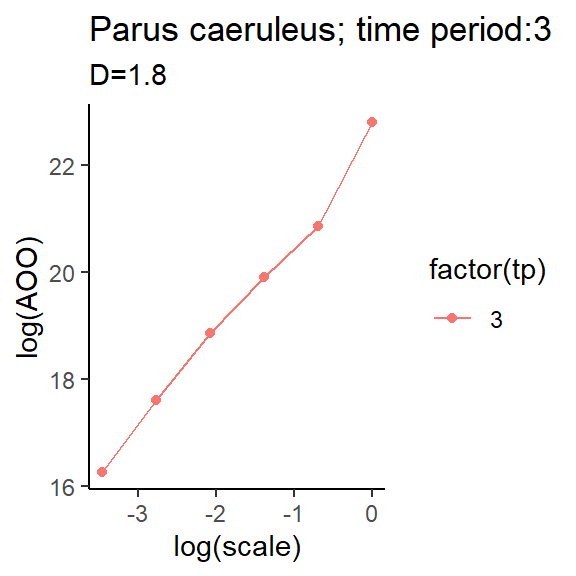 Parus caeruleus; time period:3
D=1.8
log(AOO)
22
20
18
16
-3 -2 -1 0
log(scale)
factor(tp)
3